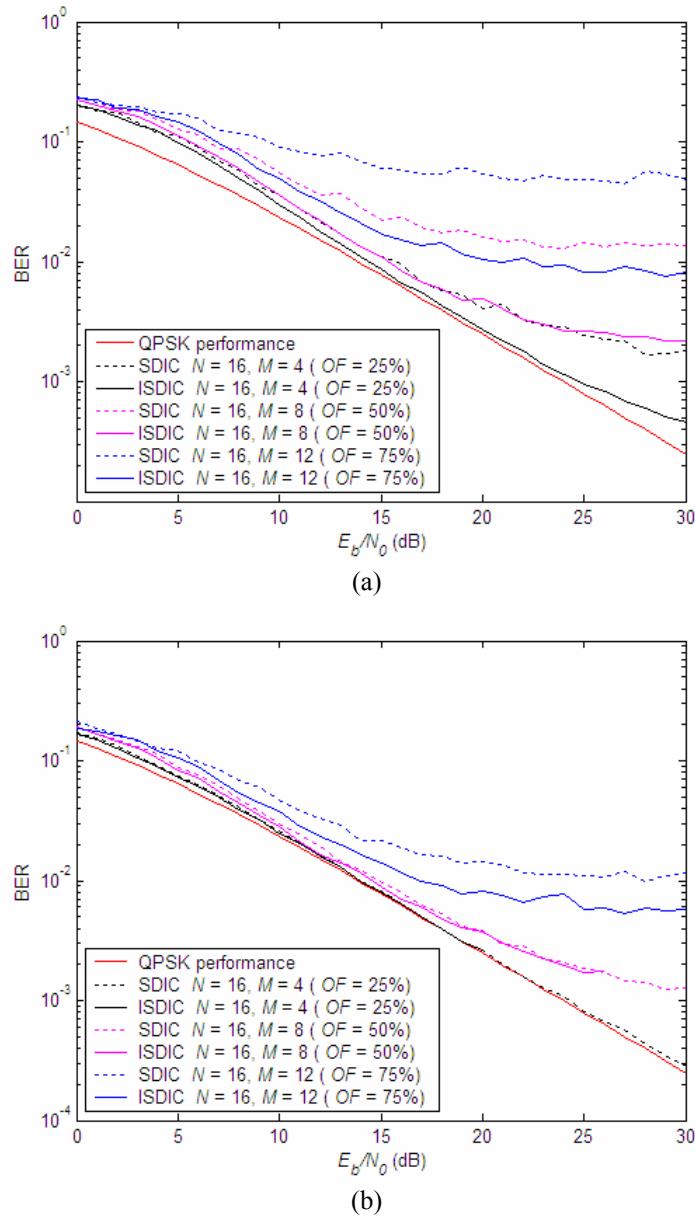 10^0
10^-1
10^-2
10^-3
BER
QPSK performance
SDIC N = 16, M = 4 ( OF = 25%)
ISDIC N = 16, M = 4 ( OF = 25%)
SDIC N = 16, M = 8 ( OF = 50%)
ISDIC N = 16, M = 8 ( OF = 50%)
SDIC N = 16, M = 12 ( OF = 75%)
ISDIC N = 16, M = 12 ( OF = 75%)
0 5 10 15 20 25 30
E_b/N_0 (dB)
(a)
10^0
10^-1
10^-2
10^-3
10^-4
BER
QPSK performance
SDIC N = 16, M = 4 ( OF = 25%)
ISDIC N = 16, M = 4 ( OF = 25%)
SDIC N = 16, M = 8 ( OF = 50%)
ISDIC N = 16, M = 8 ( OF = 50%)
SDIC N = 16, M = 12 ( OF = 75%)
ISDIC N = 16, M = 12 ( OF = 75%)
0 5 10 15 20 25 30
E_b/N_0 (dB)
(b)